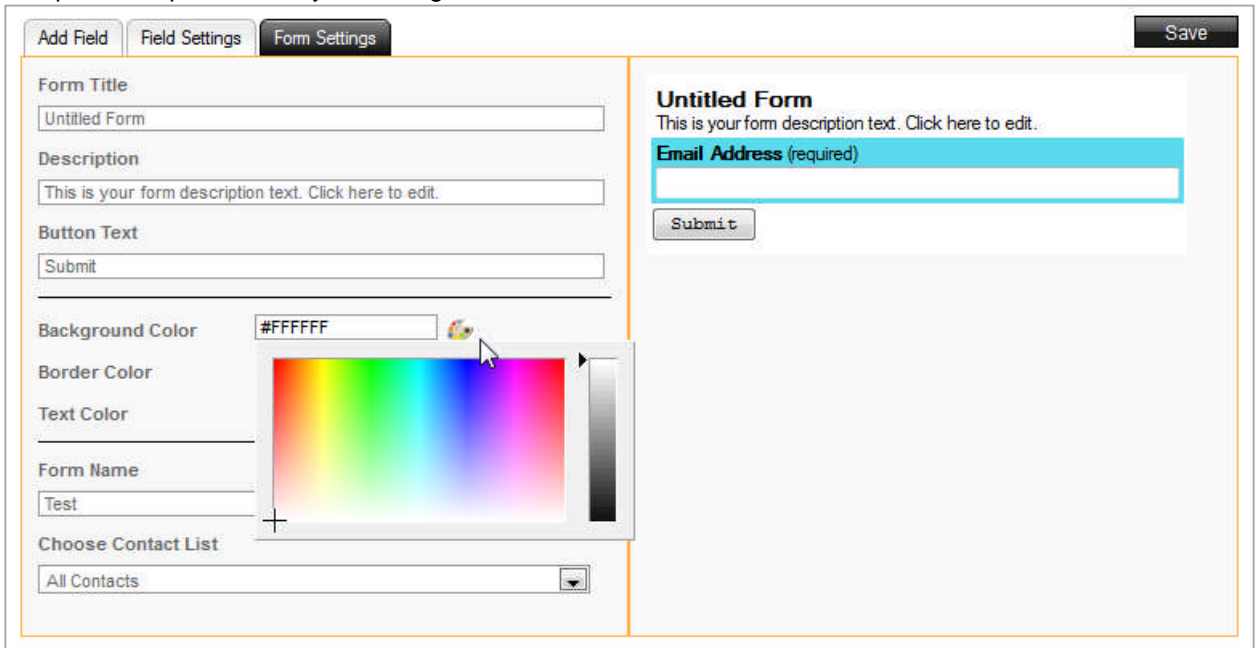 Add Field
Field Settings
Form Settings
Save
Form Title
Untitled Form
Description
This is your form description text. Click here to edit.
Button Text
Submit
Background Color
#FFFFFF
Border Color
Text Color
Form Name
Test
Choose Contact List
All Contacts
Untitled Form
This is your form description text. Click here to edit.
Email Address (required)
Submit